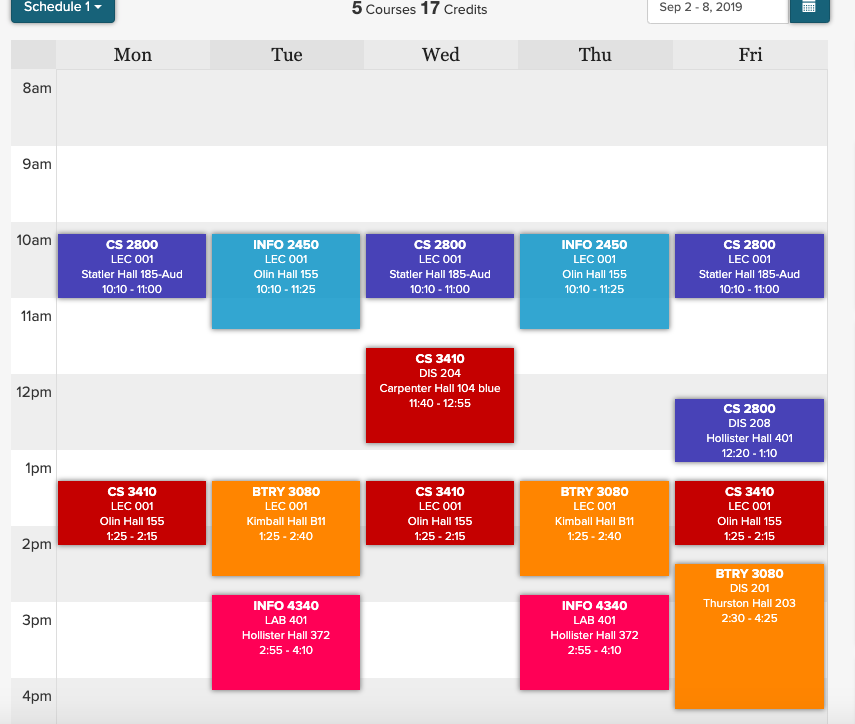 Schedule 1
5 Courses 17 Credits
Sep 2 - 8, 2019
Mon
Tue
Wed
Thu
Fri
8am
9am
10am
CS 2800
LEC 001
Statler Hall 185-Aud
10:10 - 11:00
INFO 2450
LEC 001
Olin Hall 155
10:10 - 11:25
CS 2800
LEC 001
Statler Hall 185-Aud
10:10 - 11:00
INFO 2450
LEC 001
Olin Hall 155
10:10 - 11:25
CS 2800
LEC 001
Statler Hall 185-Aud
10:10 - 11:00
11am
CS 3410
DIS 204
Carpenter Hall 104 blue
11:40 - 12:55
12pm
CS 2800
DIS 208
Hollister Hall 401
12:20 - 1:10
1pm
CS 3410
LEC 001
Olin Hall 155
1:25 - 2:15
BTRY 3080
LEC 001
Kimball Hall B11
1:25 - 2:40
CS 3410
LEC 001
Olin Hall 155
1:25 - 2:15
BTRY 3080
LEC 001
Kimball Hall B11
1:25 - 2:40
CS 3410
LEC 001
Olin Hall 155
1:25 - 2:15
2pm
BTRY 3080
DIS 201
Thurston Hall 203
2:30 - 4:25
INFO 4340
LAB 401
Hollister Hall 372
2:55 - 4:10
INFO 4340
LAB 401
Hollister Hall 372
2:55 - 4:10
3pm
4pm